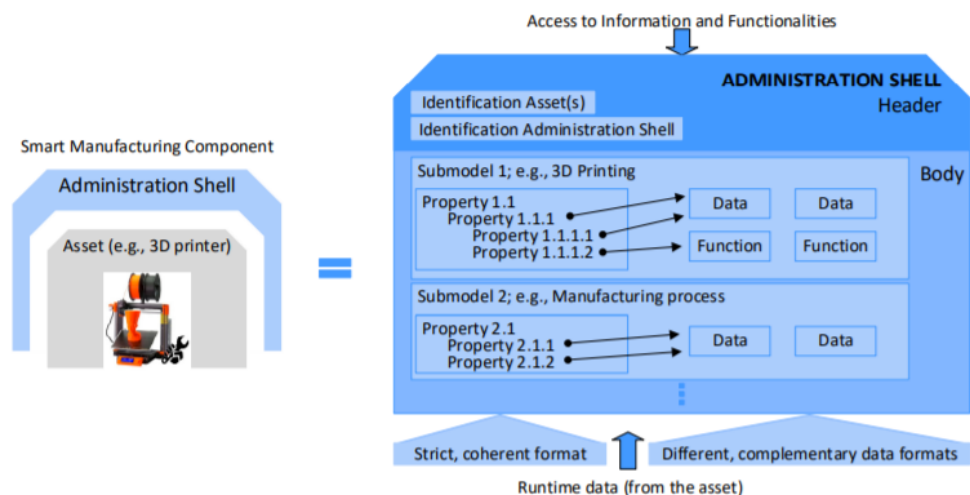 Access to Information and Functionalities
ADMINISTRATION SHELL
Header
Identification Asset(s)
Identification Administration Shell
Smart Manufacturing Component
Administration Shell
Asset (e.g., 3D printer)
=
Body
Submodel 1; e.g., 3D Printing
Property 1.1
Property 1.1.1
Property 1.1.1.1
Property 1.1.1.2
Data
Data
Function
Function
Submodel 2; e.g., Manufacturing process
Property 2.1
Property 2.1.1
Property 2.1.2
Data
Data
Strict, coherent format
Different, complementary data formats
Runtime data (from the asset)